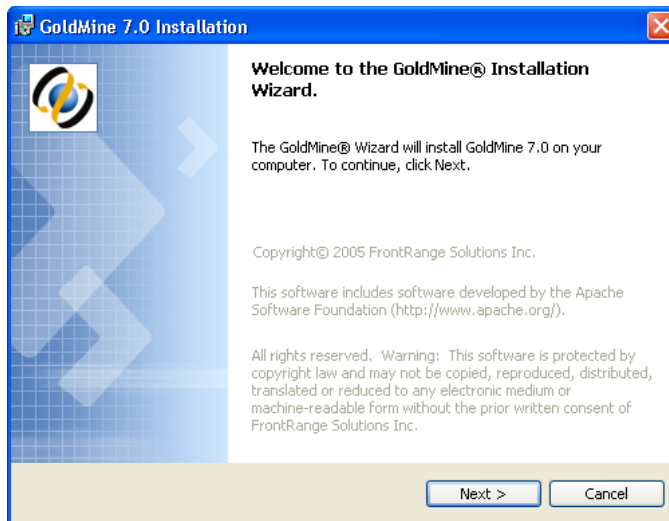 GoldMine 7.0 Installation
Welcome to the GoldMine® Installation
Wizard.
The GoldMine® Wizard will install GoldMine 7.0 on your
computer. To continue, click Next.
Copyright© 2005 FrontRange Solutions Inc.
This software includes software developed by the Apache
Software Foundation (http://www.apache.org/).
All rights reserved.  Warning:  This software is protected by
copyright law and may not be copied, reproduced, distributed,
translated or reduced to any electronic medium or
machine-readable form without the prior written consent of
FrontRange Solutions Inc.
Next >
Cancel